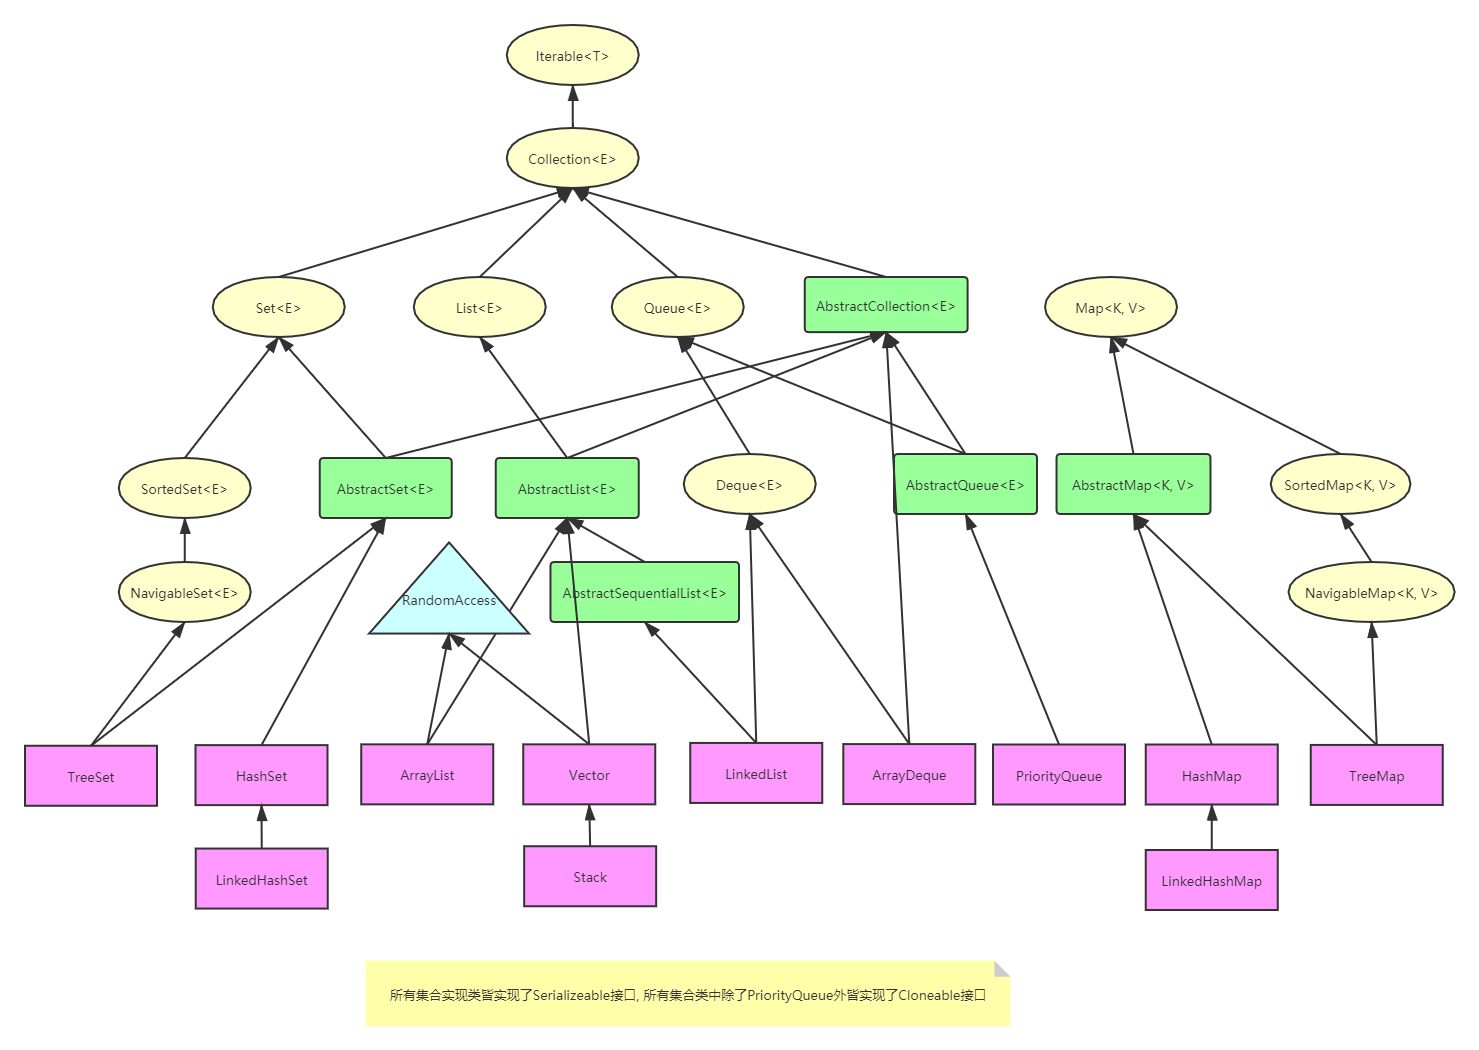 Iterable<T>
Collection<E>
Set<E>
List<E>
Queue<E>
AbstractCollection<E>
Map<K, V>
SortedSet<E>
AbstractSet<E>
AbstractList<E>
Deque<E>
AbstractQueue<E>
AbstractMap<K, V>
SortedMap<K, V>
NavigableSet<E>
RandomAccess
AbstractSequentialList<E>
NavigableMap<K, V>
TreeSet
HashSet
ArrayList
Vector
LinkedList
ArrayDeque
PriorityQueue
HashMap
TreeMap
LinkedHashSet
Stack
LinkedHashMap
所有集合实现类皆实现了Serializeable接口, 所有集合类中除了PriorityQueue外皆实现了Cloneable接口